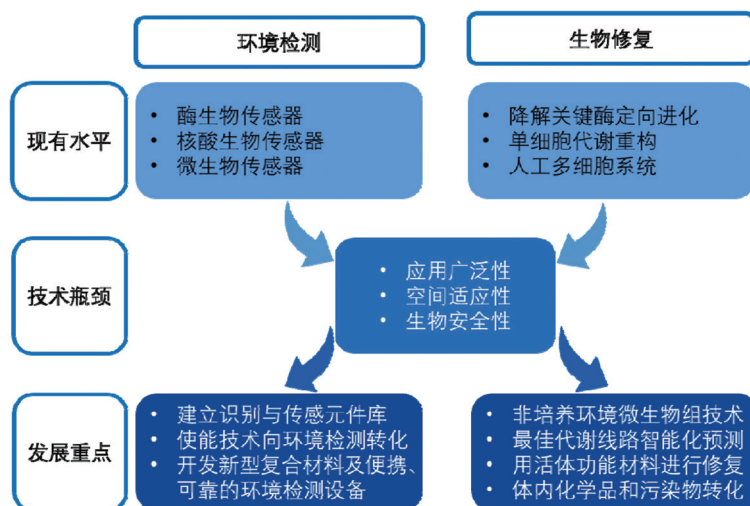 环境检测
生物修复
现有水平
• 酶生物传感器
• 核酸生物传感器
• 微生物传感器
• 降解关键酶定向进化
• 单细胞代谢重构
• 人工多细胞系统
技术瓶颈
• 应用广泛性
• 空间适应性
• 生物安全性
发展重点
• 建立识别与传感元件库
• 使能技术向环境检测转化
• 开发新型复合材料及便携、
可靠的环境检测设备
• 非培养环境微生物组技术
• 最佳代谢线路智能化预测
• 用活体功能材料进行修复
• 体内化学品和污染物转化